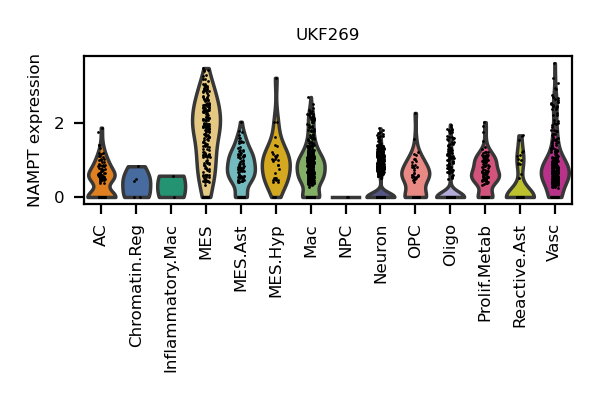 UKF269
NAMPT expression
2
0
AC
Chromatin.Reg
Inflammatory.Mac
MES
MES.Ast
MES.Hyp
Mac
NPC
Neuron
OPC
Oligo
Prolif.Metab
Reactive.Ast
Vasc